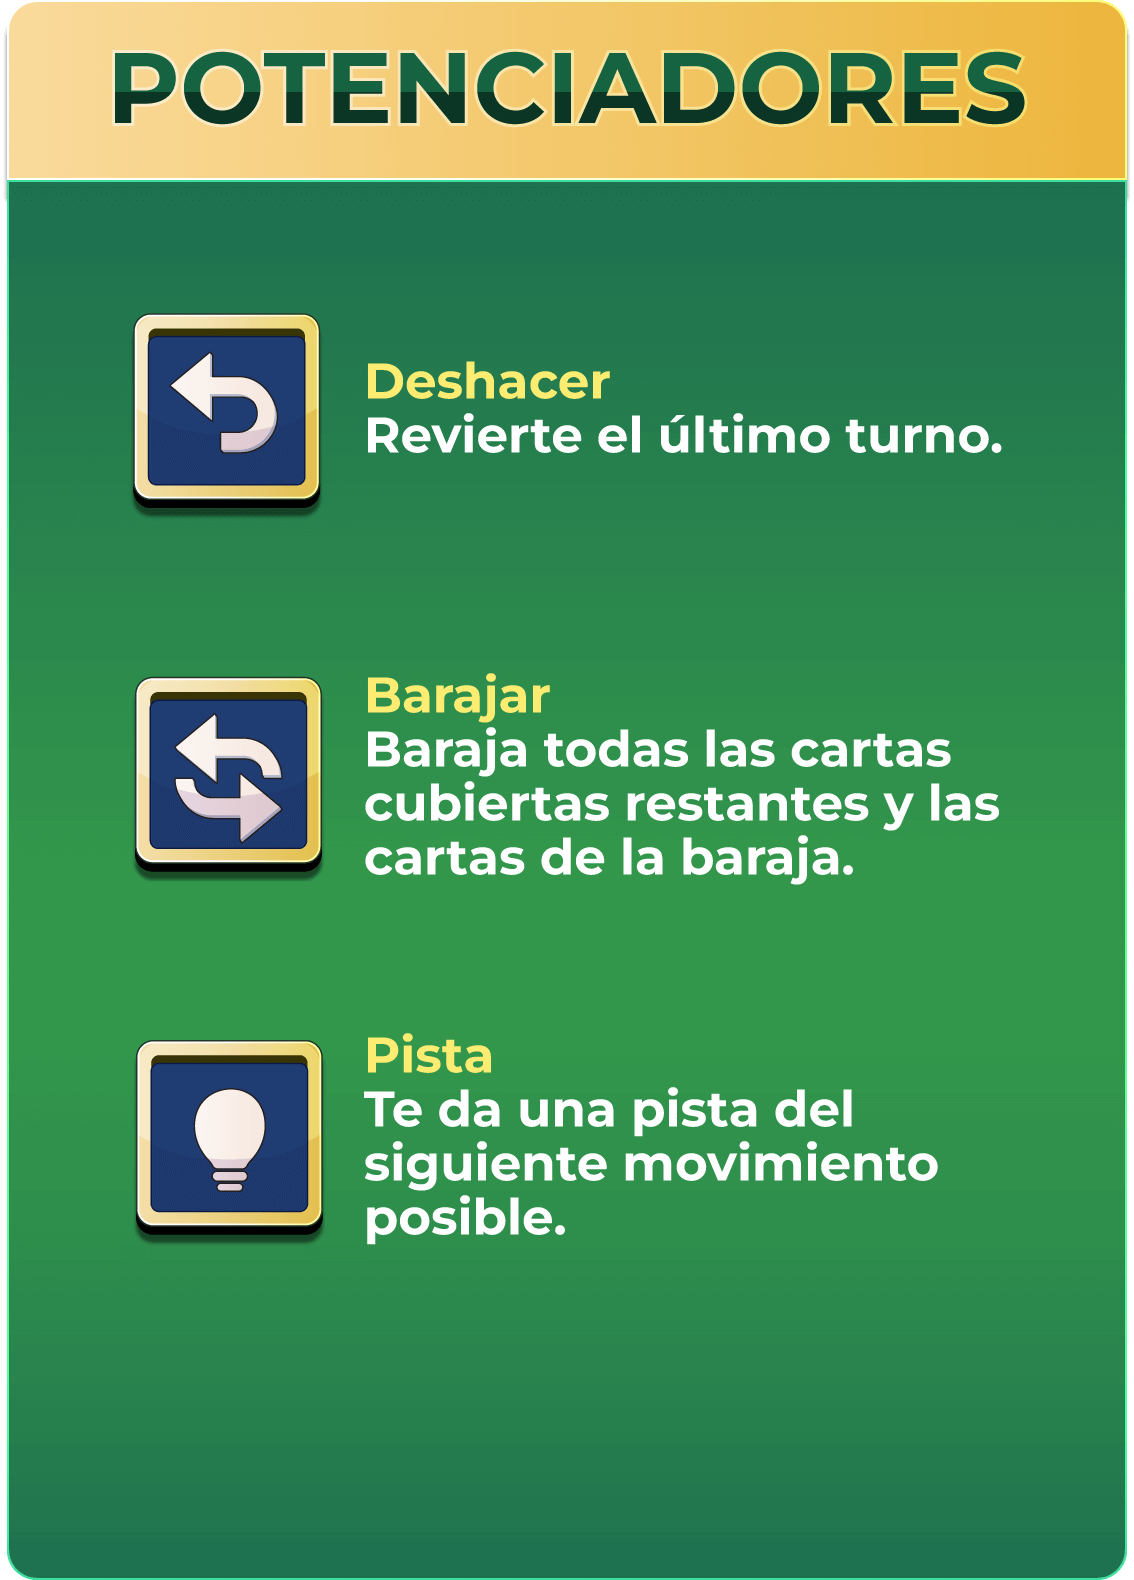 POTENCIADORES
Deshacer
Revierte el último turno.
Barajar
Baraja todas las cartas
cubiertas restantes y las
cartas de la baraja.
Pista
Te da una pista del
siguiente movimiento
posible.